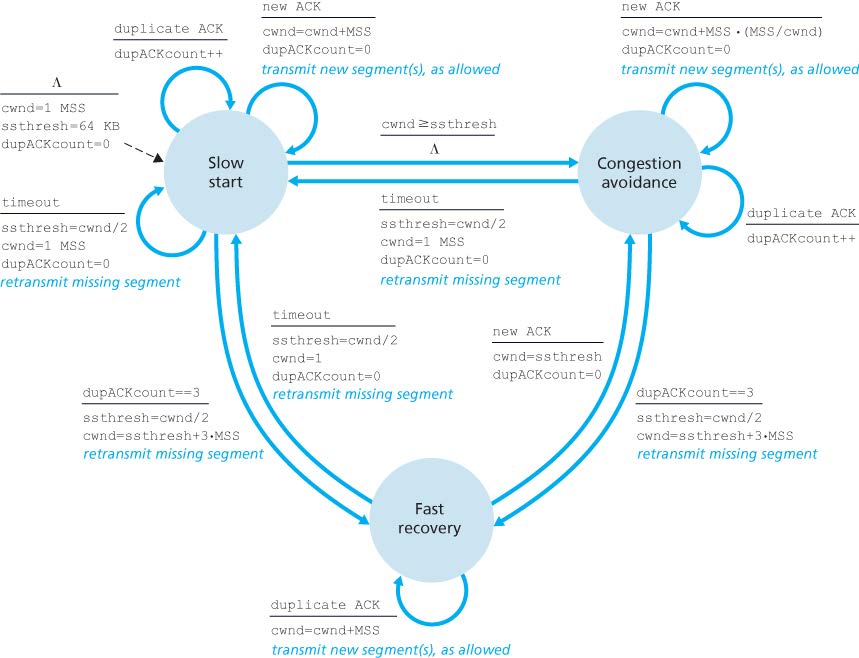 duplicate ACK
dupACKcount++
new ACK
cwnd=cwnd+MSS
dupACKcount=0
transmit new segment(s), as allowed
new ACK
cwnd=cwnd+MSS•(MSS/cwnd)
dupACKcount=0
transmit new segment(s), as allowed
Λ
cwnd=1 MSS
ssthresh=64 KB
dupACKcount=0
Slow
start
cwnd≥ssthresh
Λ
Congestion
avoidance
timeout
ssthresh=cwnd/2
cwnd=1 MSS
dupACKcount=0
retransmit missing segment
timeout
ssthresh=cwnd/2
cwnd=1 MSS
dupACKcount=0
retransmit missing segment
duplicate ACK
dupACKcount++
timeout
ssthresh=cwnd/2
cwnd=1
dupACKcount=0
retransmit missing segment
new ACK
cwnd=ssthresh
dupACKcount=0
dupACKcount==3
ssthresh=cwnd/2
cwnd=ssthresh+3•MSS
retransmit missing segment
dupACKcount==3
ssthresh=cwnd/2
cwnd=ssthresh+3•MSS
retransmit missing segment
Fast
recovery
duplicate ACK
cwnd=cwnd+MSS
transmit new segment(s), as allowed